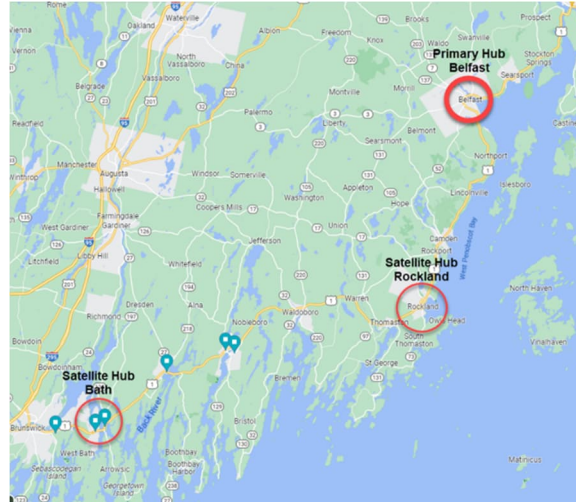 Rome
Oakland
Waterville
Brooks
Prospect
Vienna
Albion
Freedom
Knox
Waldo
Swanville
Vernon
North Vassalboro
China
Primary Hub
Belfast
Stockton Springs
Searsport
Belgrade
Vassalboro
Montville
Morrill
Belfast
Palermo
Liberty
Belmont
Readfield
Searsmont
Northport
Manchester
Augusta
Windsor
Somerville
Appleton
Lincolnville
Islesboro
Winthrop
Hallowell
Washington
Hope
Coopers Mills
Farmingdale
West Gardiner
Gardiner
Union
Camden
Rockport
Jefferson
West Penobscot Bay
Litchfield
Libby Hill
Whitefield
Satellite Hub
Rockland
North Haven
Dresden
Alna
Warren
Rockland
Richmond
Nobleboro
Waldoboro
Thomaston
Owls Head
South Thomaston
Vinalhaven
Bowdoin
St George
Bowdoinham
Satellite Hub
Bath
Bremen
Back River
Bristol
Brunswick
West Bath
Boothbay
Matinicus
Sebascodegan Island
Arrowsic
Boothbay Harbor
Georgetown Island